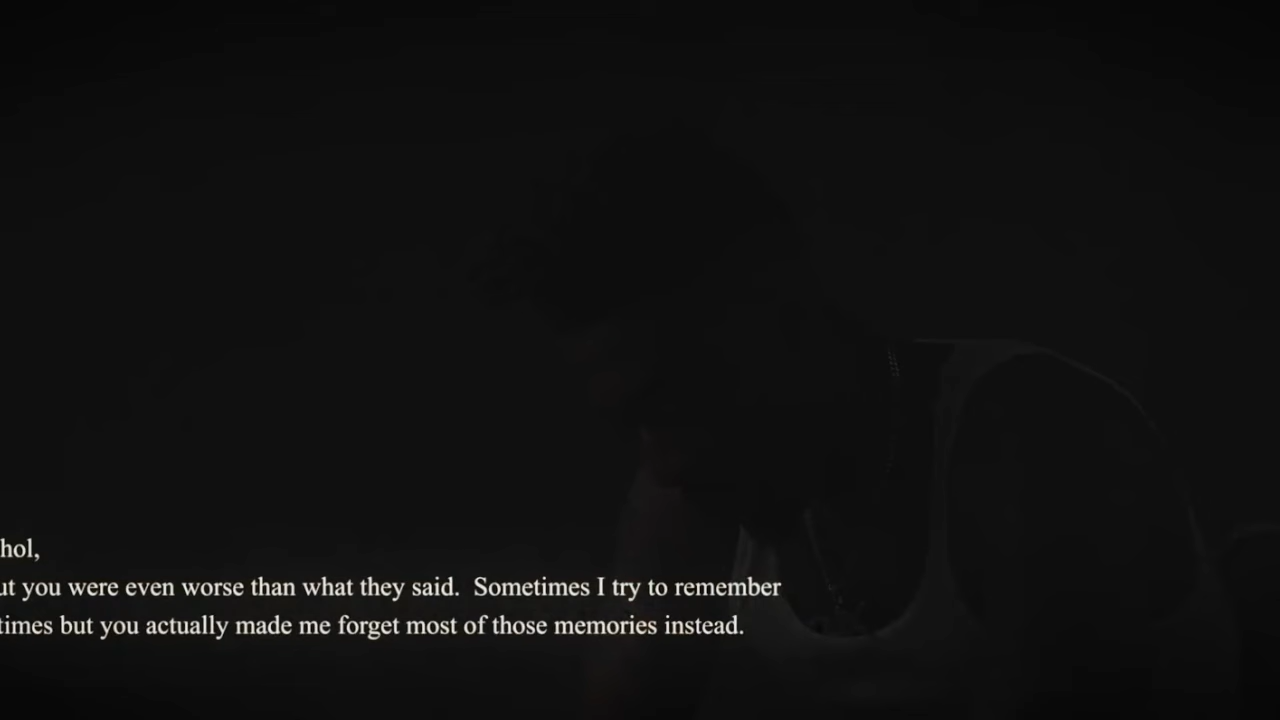 hol,
ut you were even worse than what they said. Sometimes I try to remember
times but you actually made me forget most of those memories instead.